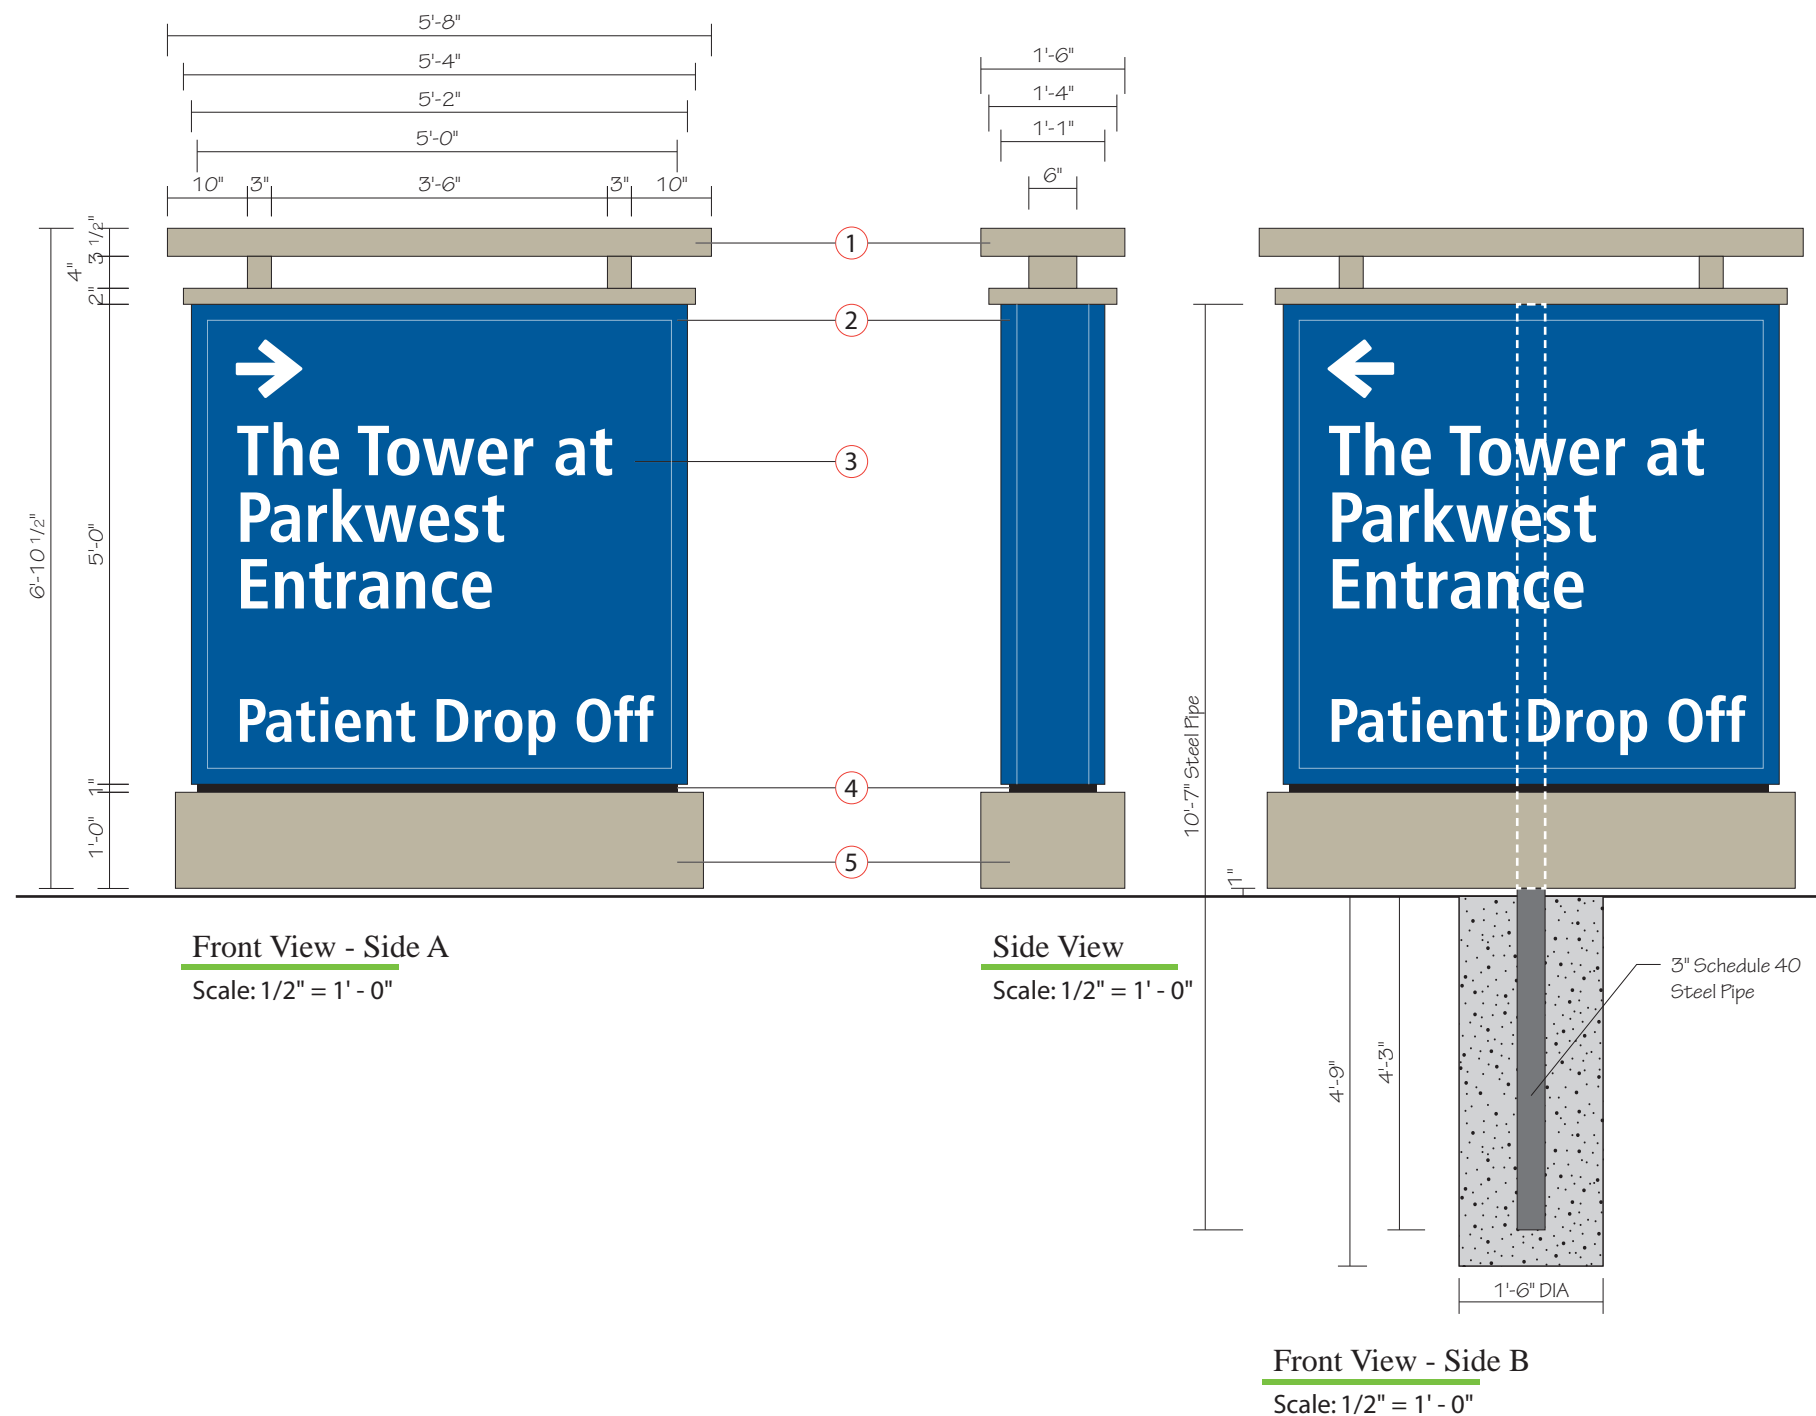 5'-8"
5'-4"
5'-2"
5'-0"
10" 3" 3'-6" 3" 10"
1'-6"
1'-4"
1'-1"
6"
3 1/2"
4"
2"
6'-10 1/2"
5'-0"
1"
1'-0"
1
2
3
4
5
The Tower at
Parkwest
Entrance
Patient Drop Off
The Tower at
Parkwest
Entrance
Patient Drop Off
10'-7" Steel Pipe
1"
4'-9"
4'-3"
3" Schedule 40
Steel Pipe
1'-6" DIA
Front View - Side A
Scale: 1/2" = 1' - 0"
Side View
Scale: 1/2" = 1' - 0"
Front View - Side B
Scale: 1/2" = 1' - 0"